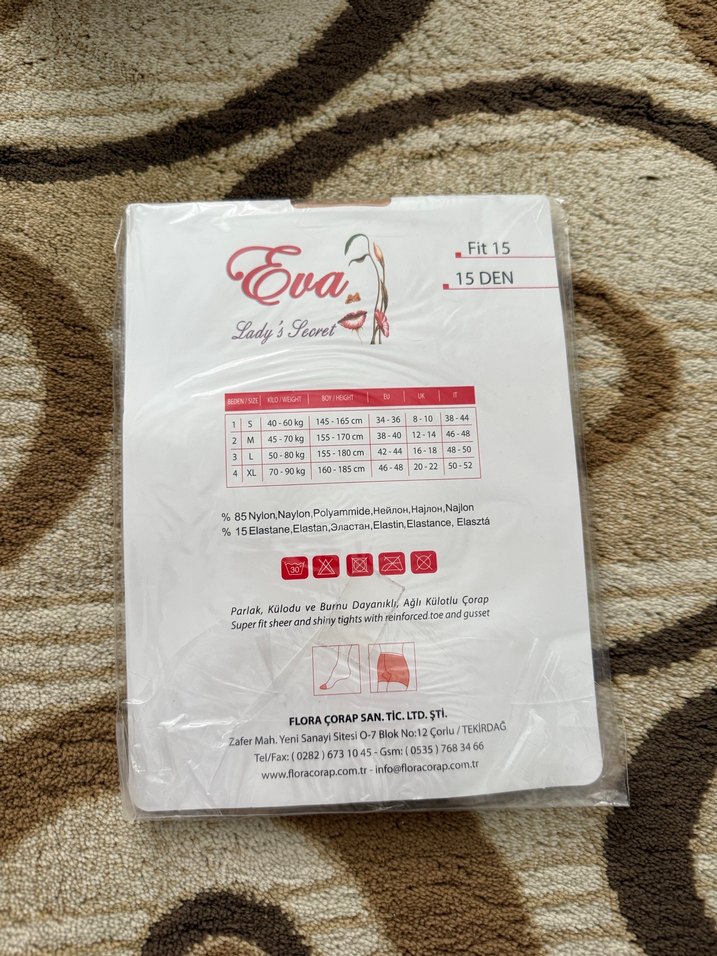 Eva
Lady's Secret
Fit 15
15 DEN
BEDEN / SIZE KILO / WEIGHT BOY / HEIGHT EU UK IT
1 S 40 - 60 kg 145 - 165 cm 34 - 36 8 - 10 38 - 44
2 M 45 - 70 kg 155 - 170 cm 38 - 40 12 - 14 46 - 48
3 L 50 - 80 kg 155 - 180 cm 42 - 44 16 - 18 48 - 50
4 XL 70 - 90 kg 160 - 185 cm 46 - 48 20 - 22 50 - 52
% 85 Nylon,Naylon,Polyammide,Нейлон,Најлон,Najlon
% 15 Elastane,Elastan,Эластан,Elastin,Elastance, Elasztá
30
Parlak, Külodu ve Burnu Dayanıklı, Ağlı Külotlu Çorap
Super fit sheer and shiny tights with reinforced toe and gusset
FLORA ÇORAP SAN. TİC. LTD. ŞTİ.
Zafer Mah. Yeni Sanayi Sitesi O-7 Blok No:12 Çorlu / TEKİRDAĞ
Tel/Fax: ( 0282 ) 673 10 45 - Gsm: ( 0535 ) 768 34 66
www.floracorap.com.tr - info@floracorap.com.tr